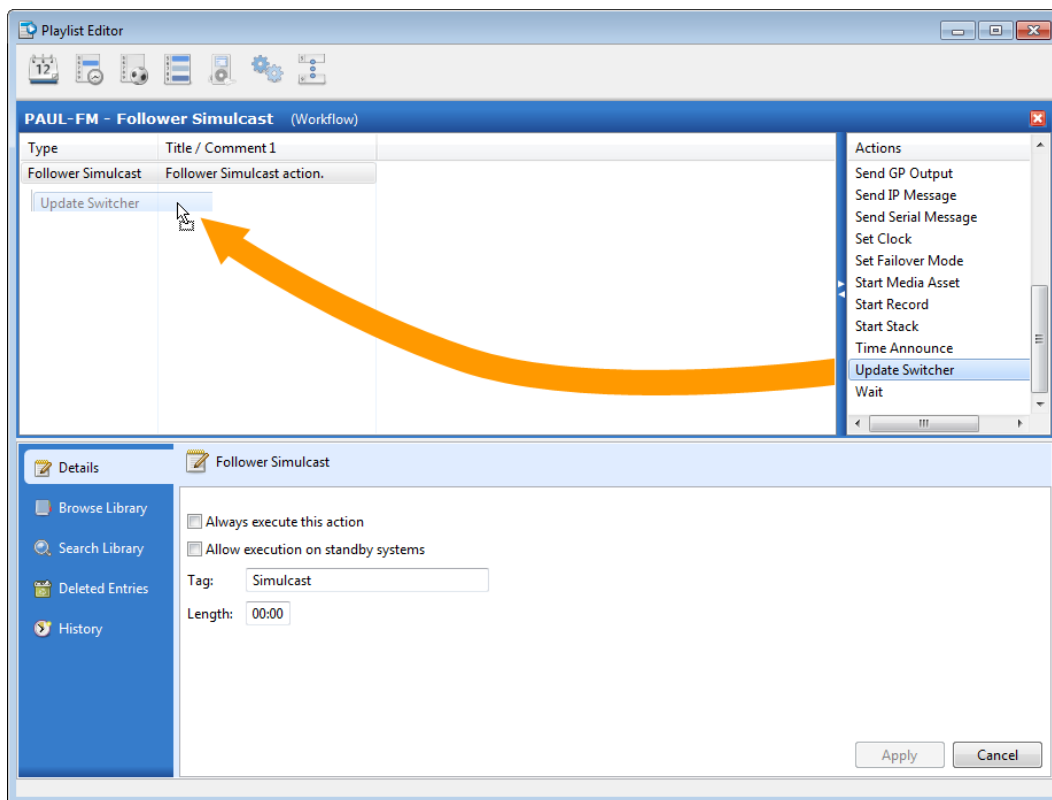 Playlist Editor
12
PAUL-FM - Follower Simulcast (Workflow)
Type Title / Comment 1
Follower Simulcast Follower Simulcast action.
Update Switcher
Actions
Send GP Output
Send IP Message
Send Serial Message
Set Clock
Set Failover Mode
Start Media Asset
Start Record
Start Stack
Time Announce
Update Switcher
Wait
Details
Browse Library
Search Library
Deleted Entries
History
Follower Simulcast
Always execute this action
Allow execution on standby systems
Tag: Simulcast
Length: 00:00
Apply Cancel